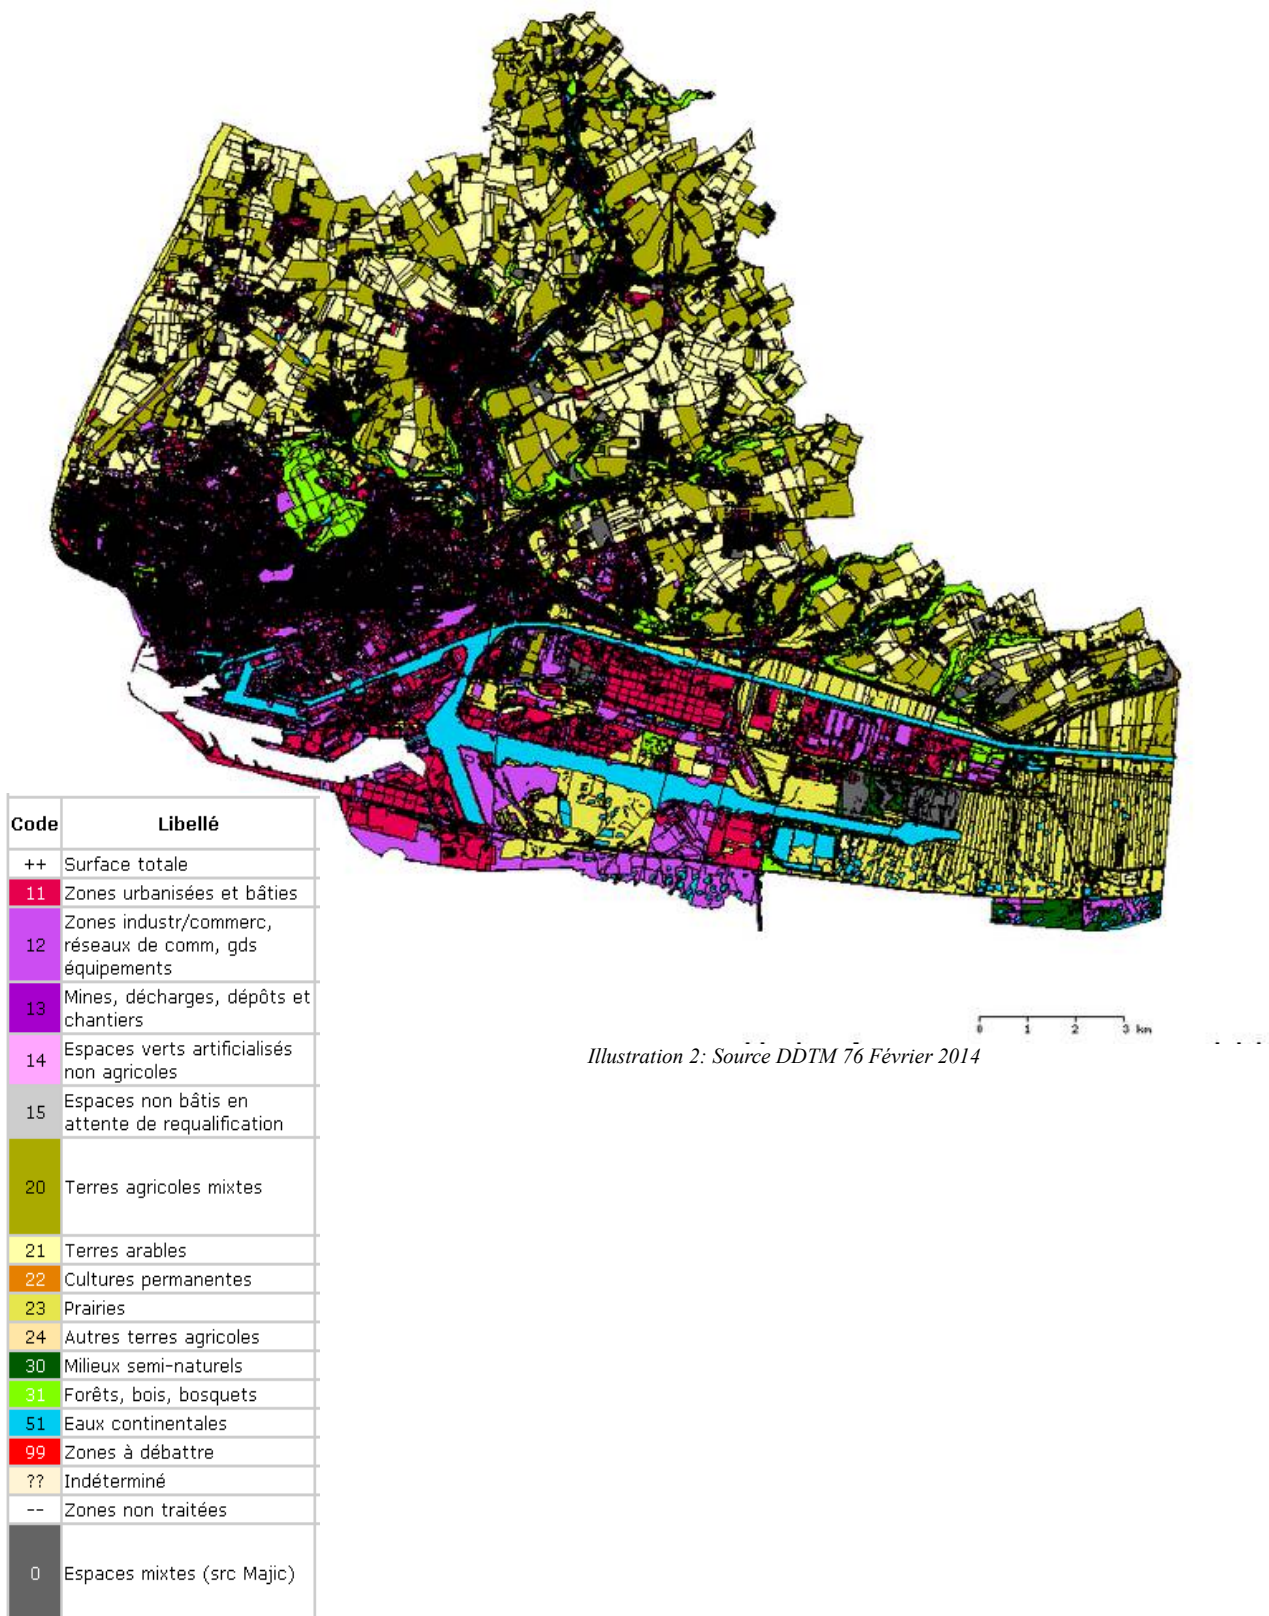 0 1 2 3 km
Illustration 2: Source DDTM 76 Février 2014
Code Libellé
++ Surface totale
11 Zones urbanisées et bâties
12 Zones industr/commerc,
réseaux de comm, gds
équipements
13 Mines, décharges, dépôts et
chantiers
14 Espaces verts artificialisés
non agricoles
15 Espaces non bâtis en
attente de requalification
20 Terres agricoles mixtes
21 Terres arables
22 Cultures permanentes
23 Prairies
24 Autres terres agricoles
30 Milieux semi-naturels
31 Forêts, bois, bosquets
51 Eaux continentales
99 Zones à débattre
?? Indéterminé
-- Zones non traitées
0 Espaces mixtes (src Majic)